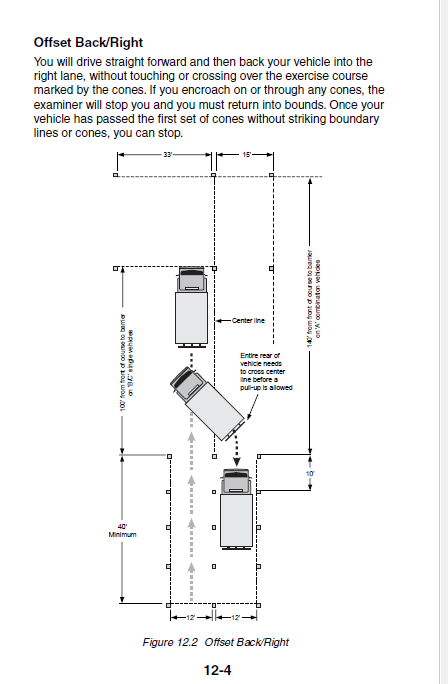 Offset Back/Right
You will drive straight forward and then back your vehicle into the
right lane, without touching or crossing over the exercise course
marked by the cones. If you encroach on or through any cones, the
examiner will stop you and you must return into bounds. Once your
vehicle has passed the first set of cones without striking boundary
lines or cones, you can stop.
33'
15'
140' from front of course to barrier
on 'A' combination vehicles
100' from front of course to barrier
on 'B/C' single vehicles
Center line
Entire rear of
vehicle needs
to cross center
line before a
pull-up is allowed
10'
40'
Minimum
12'
12'
Figure 12.2 Offset Back/Right
12-4